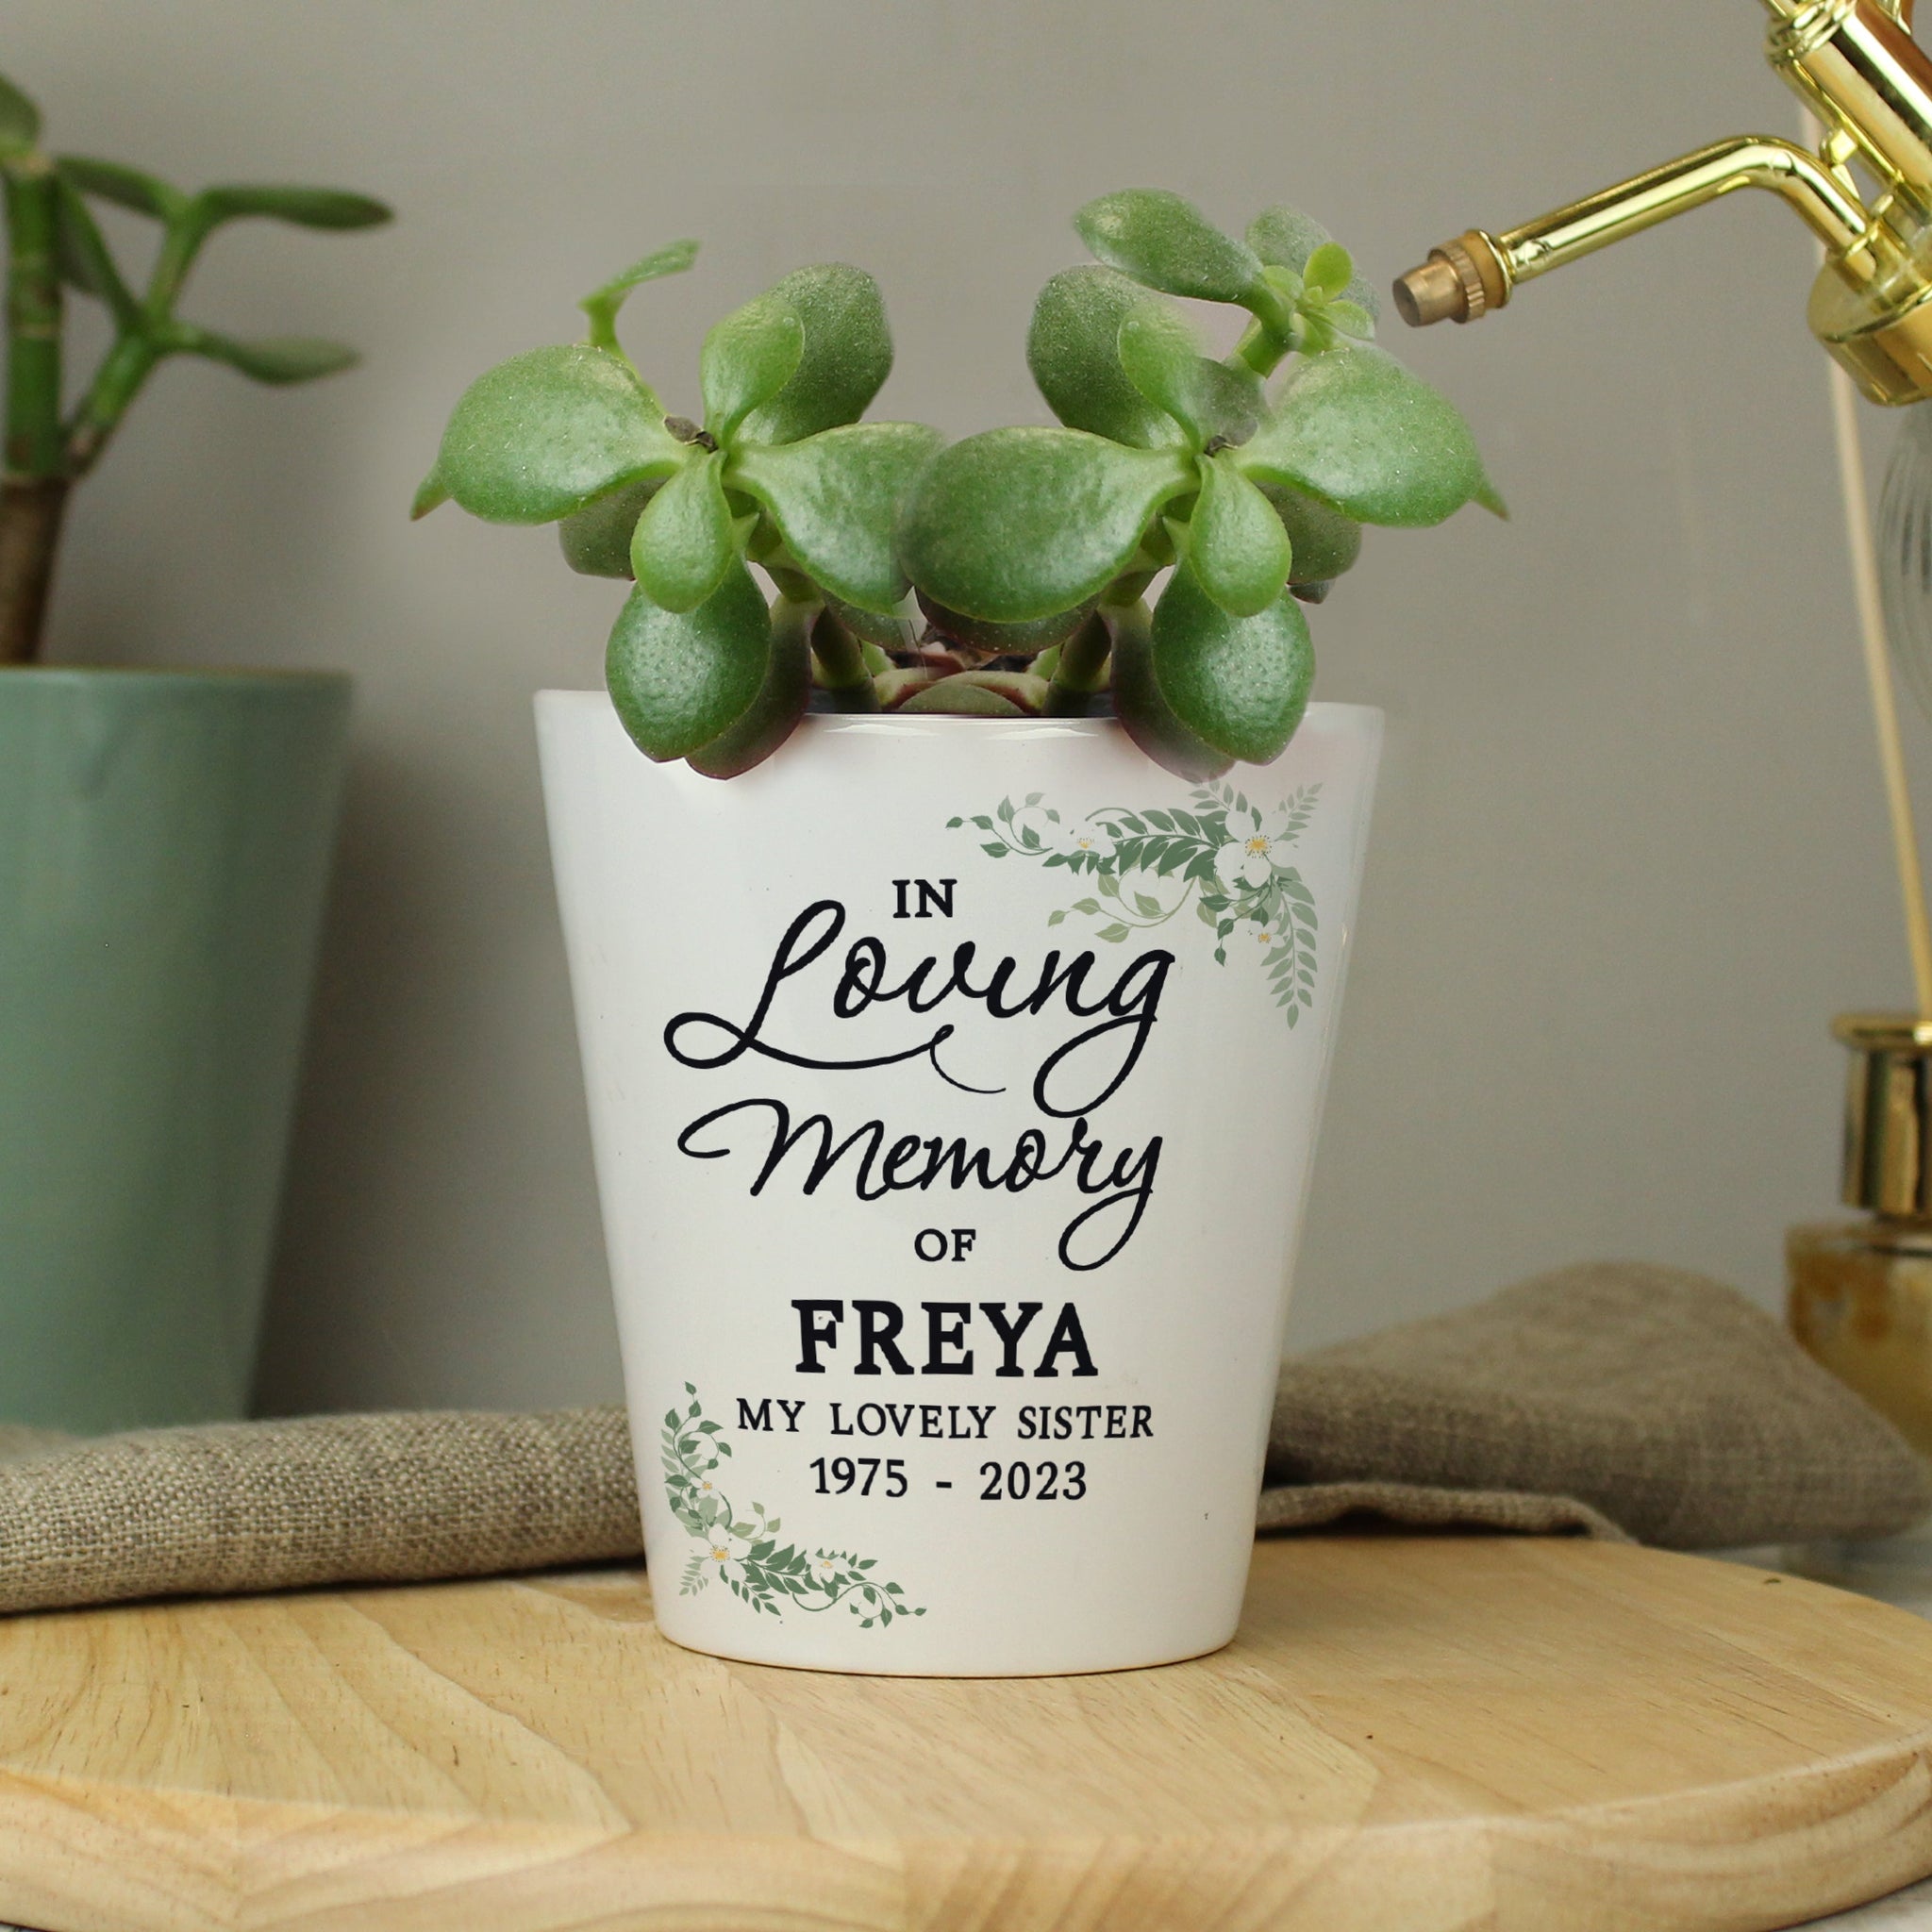 IN
Loving
Memory
OF
FREYA
MY LOVELY SISTER
1975 - 2023